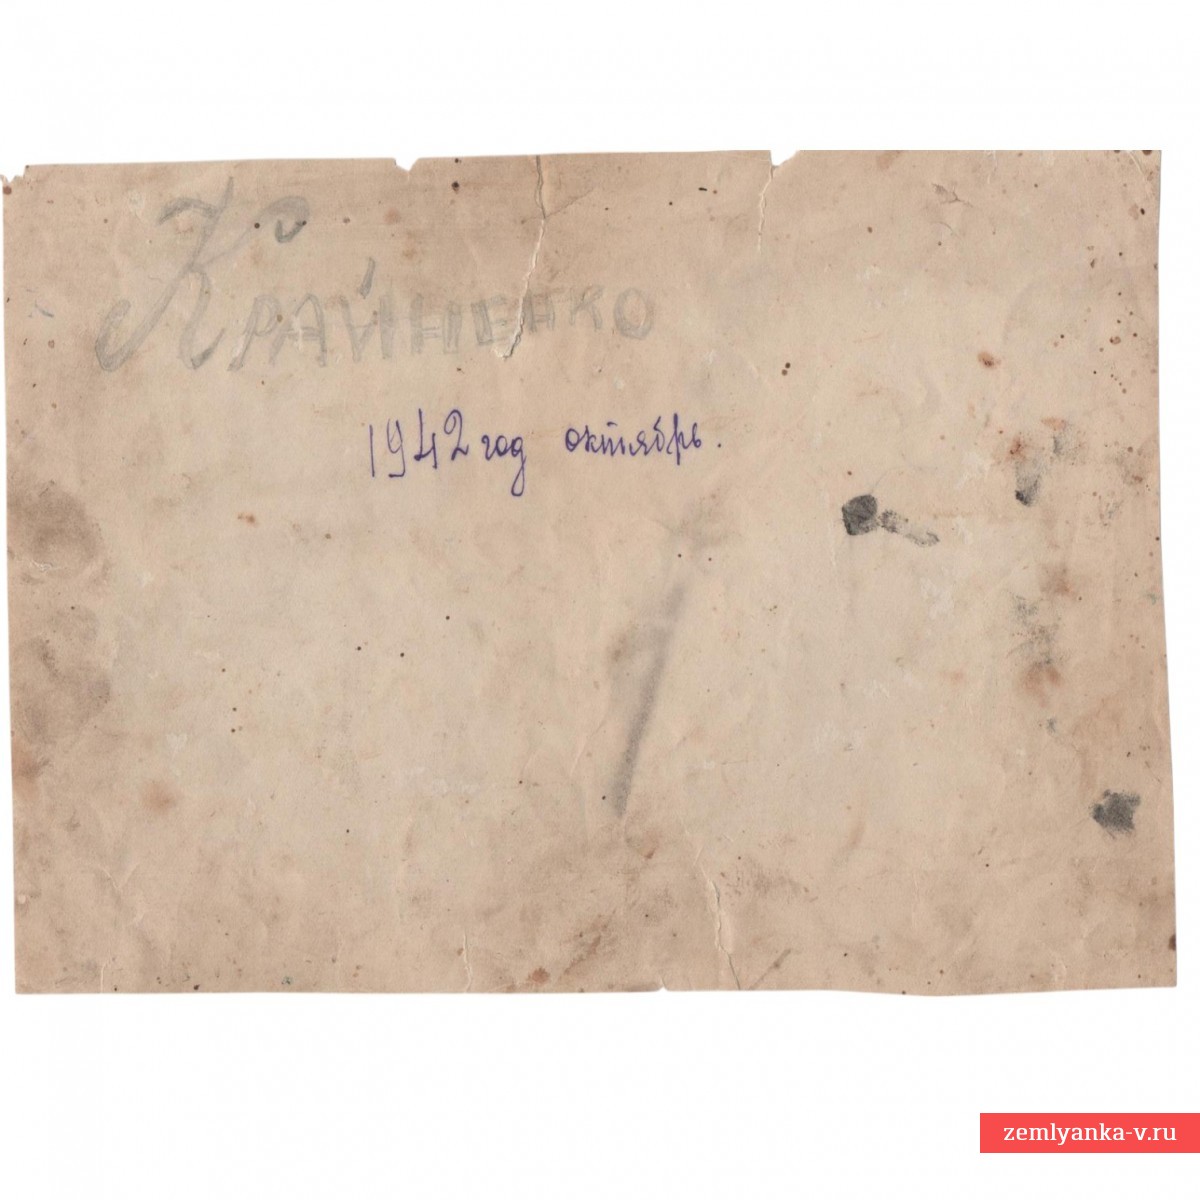 Крайненко
1942 год октябрь.
zemlyanka-v.ru